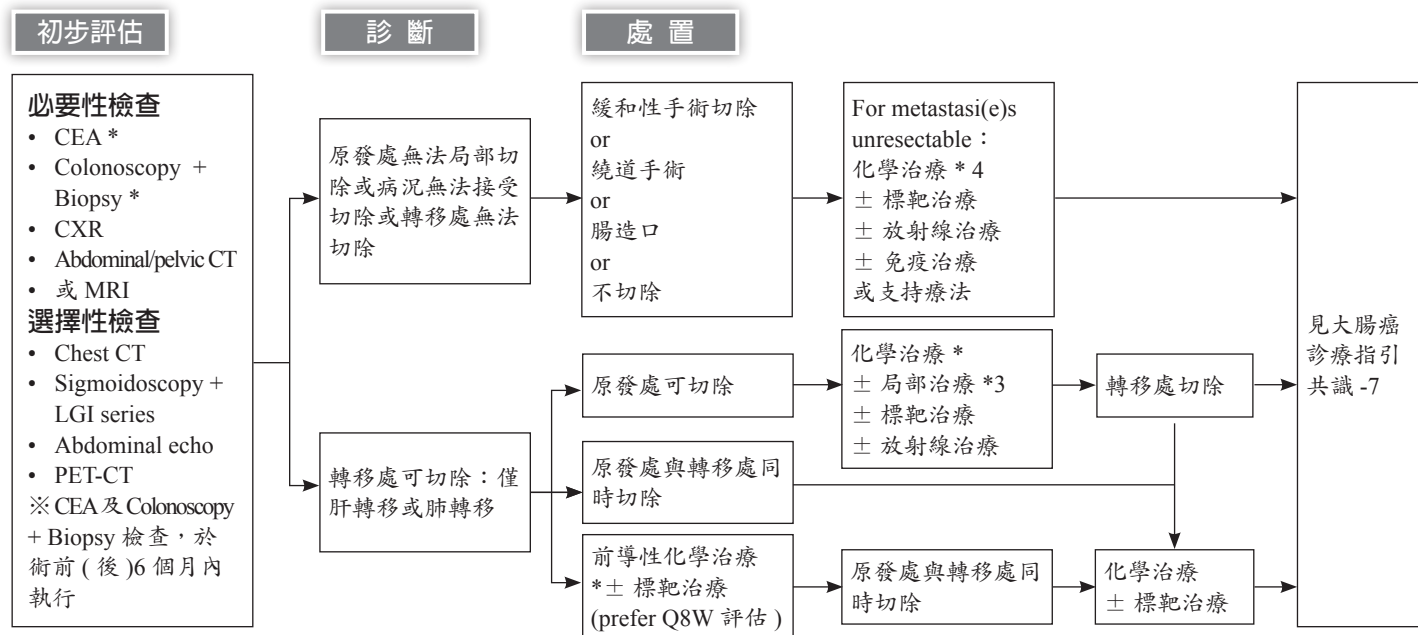 初步評估
診 斷
處 置
必要性檢查
• CEA *
• Colonoscopy +
Biopsy *
• CXR
• Abdominal/pelvic CT
• 或 MRI
選擇性檢查
• Chest CT
• Sigmoidoscopy +
LGI series
• Abdominal echo
• PET-CT
※ CEA 及 Colonoscopy
+ Biopsy 檢查，於
術前 ( 後 )6 個月內
執行
原發處無法局部切
除或病況無法接受
切除或轉移處無法
切除
緩和性手術切除
or
繞道手術
or
腸造口
or
不切除
For metastasi(e)s
unresectable：
化學治療 * 4
± 標靶治療
± 放射線治療
± 免疫治療
或支持療法
轉移處可切除：僅
肝轉移或肺轉移
原發處可切除
化學治療 *
± 局部治療 *3
± 標靶治療
± 放射線治療
轉移處切除
原發處與轉移處同
時切除
前導性化學治療
*± 標靶治療
(prefer Q8W 評估 )
原發處與轉移處同
時切除
化學治療
± 標靶治療
見大腸癌
診療指引
共識 -7